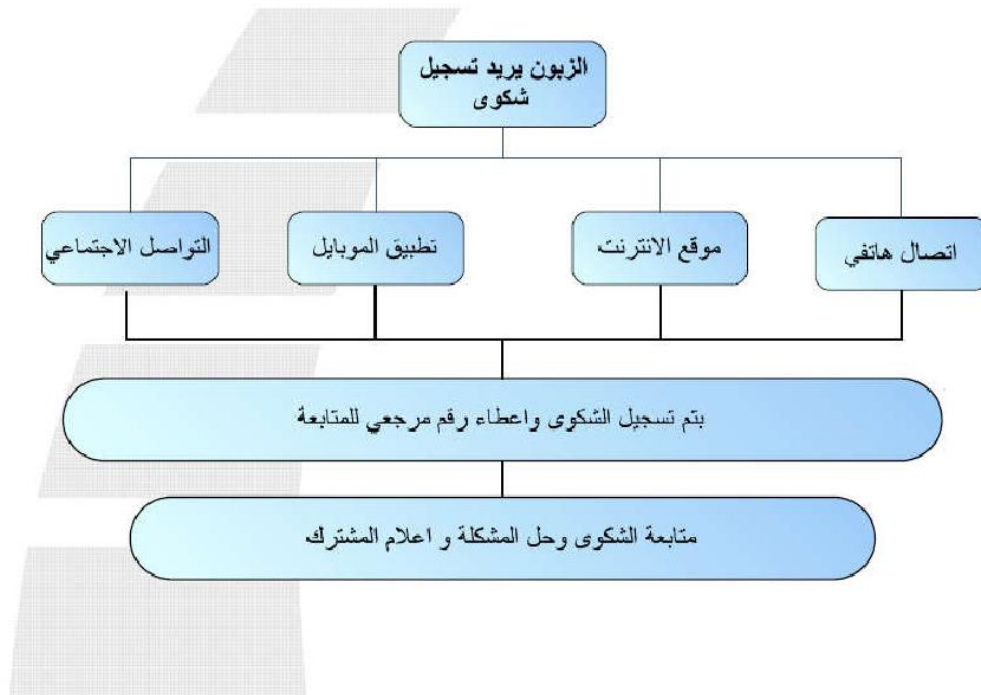 الزبون يريد تسجيل
شكوى
اتصال هاتفي
موقع الانترنت
تطبيق الموبايل
التواصل الاجتماعي
يتم تسجيل الشكوى واعطاء رقم مرجعي للمتابعة
متابعة الشكوى وحل المشكلة و اعلام المشترك